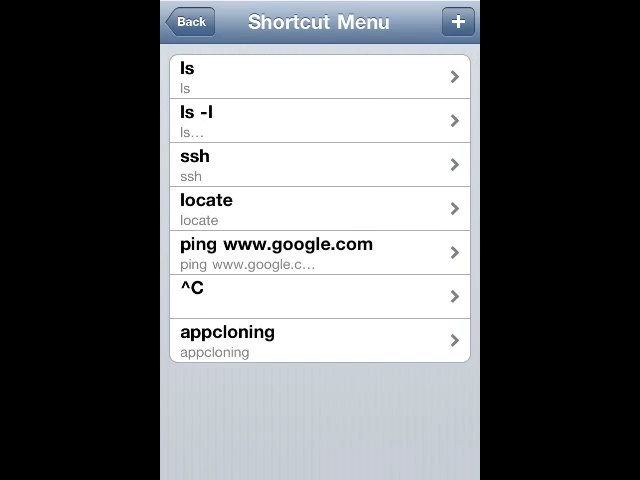 Back
Shortcut Menu
+
ls
ls
ls -l
ls...
ssh
ssh
locate
locate
ping www.google.com
ping www.google.c...
^C
appcloning
appcloning